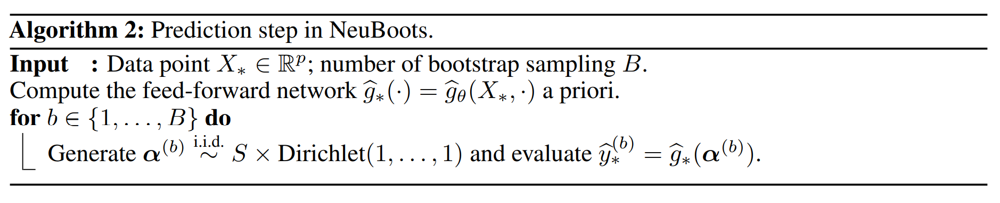 Algorithm 2: Prediction step in NeuBoots.
Input : Data point $X_* \in \mathbb{R}^p$; number of bootstrap sampling $B$.
Compute the feed-forward network $\widehat{g}_*(\cdot) = \widehat{g}_\theta(X_*, \cdot)$ a priori.
for $b \in \{1, \ldots, B\}$ do
Generate $\boldsymbol{\alpha}^{(b)} \overset{\text{i.i.d.}}{\sim} S \times \text{Dirichlet}(1, \ldots, 1)$ and evaluate $\widehat{y}_*^{(b)} = \widehat{g}_*(\boldsymbol{\alpha}^{(b)})$.